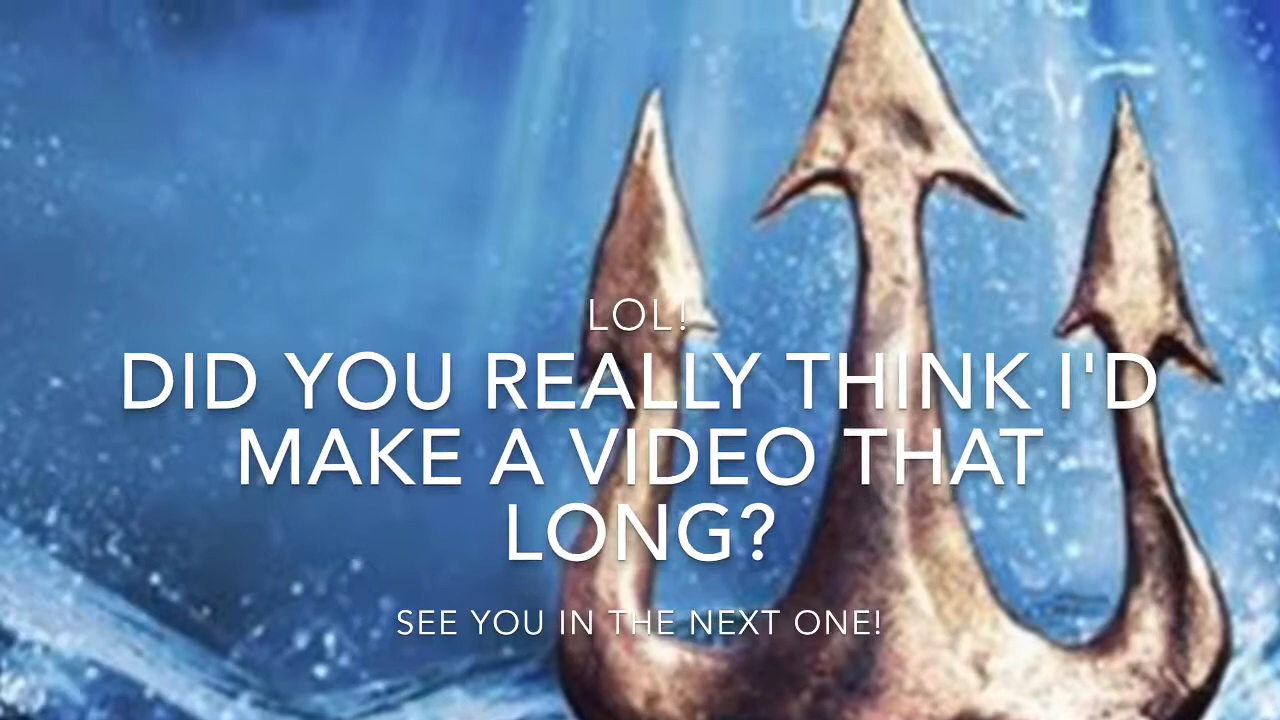 LOL!
DID YOU REALLY THINK I'D
MAKE A VIDEO THAT
LONG?
SEE YOU IN THE NEXT ONE!